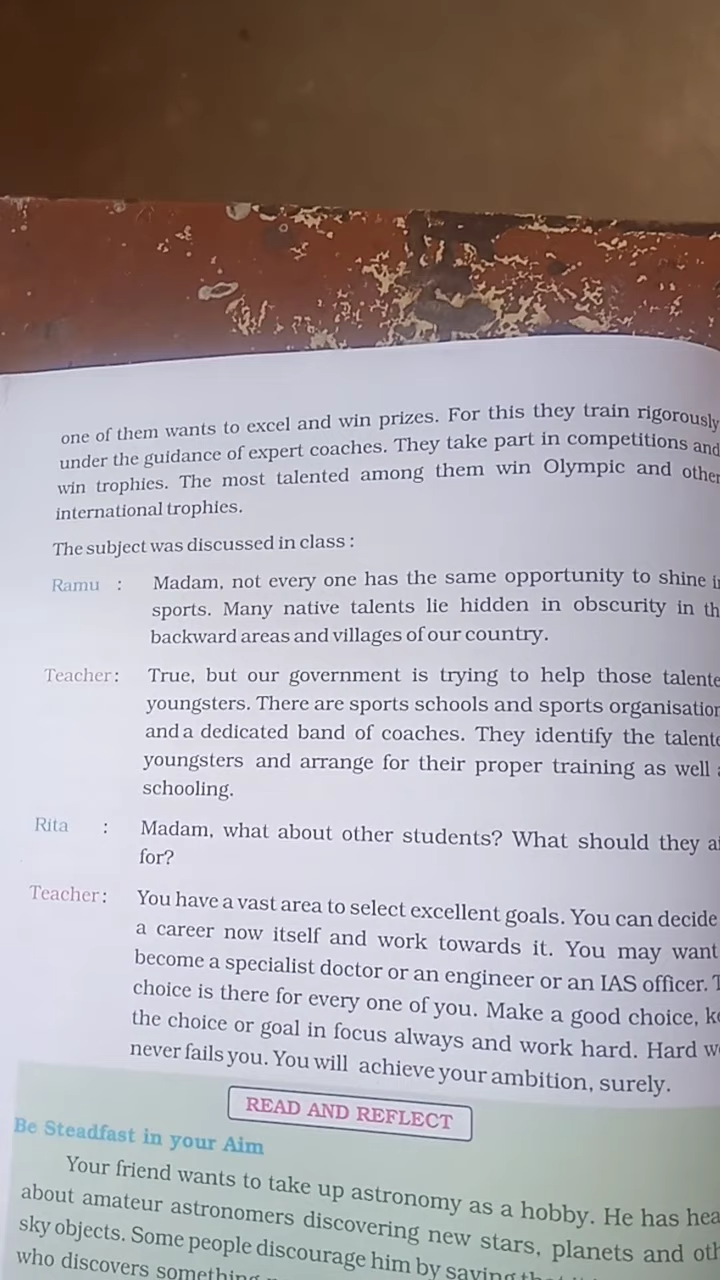 one of them wants to excel and win prizes. For this they train rigorously
under the guidance of expert coaches. They take part in competitions and
win trophies. The most talented among them win Olympic and other
international trophies.
The subject was discussed in class :
Ramu : Madam, not every one has the same opportunity to shine
sports. Many native talents lie hidden in obscurity in
backward areas and villages of our country.
Teacher: True, but our government is trying to help those
youngsters. There are sports schools and sports
and a dedicated band of coaches. They identify the
youngsters and arrange for their proper training as well
schooling.
Rita : Madam, what about other students? What should they
for?
Teacher: You have a vast area to select excellent goals. You can decide
a career now itself and work towards it. You may want
become a specialist doctor or an engineer or an IAS officer.
choice is there for every one of you. Make a good choice,
the choice or goal in focus always and work hard. Hard
never fails you. You will achieve your ambition, surely.
READ AND REFLECT
Be Steadfast in your Aim
Your friend wants to take up astronomy as a hobby. He has
about amateur astronomers discovering new stars, planets and
sky objects. Some people discourage him by saying
who discovers something